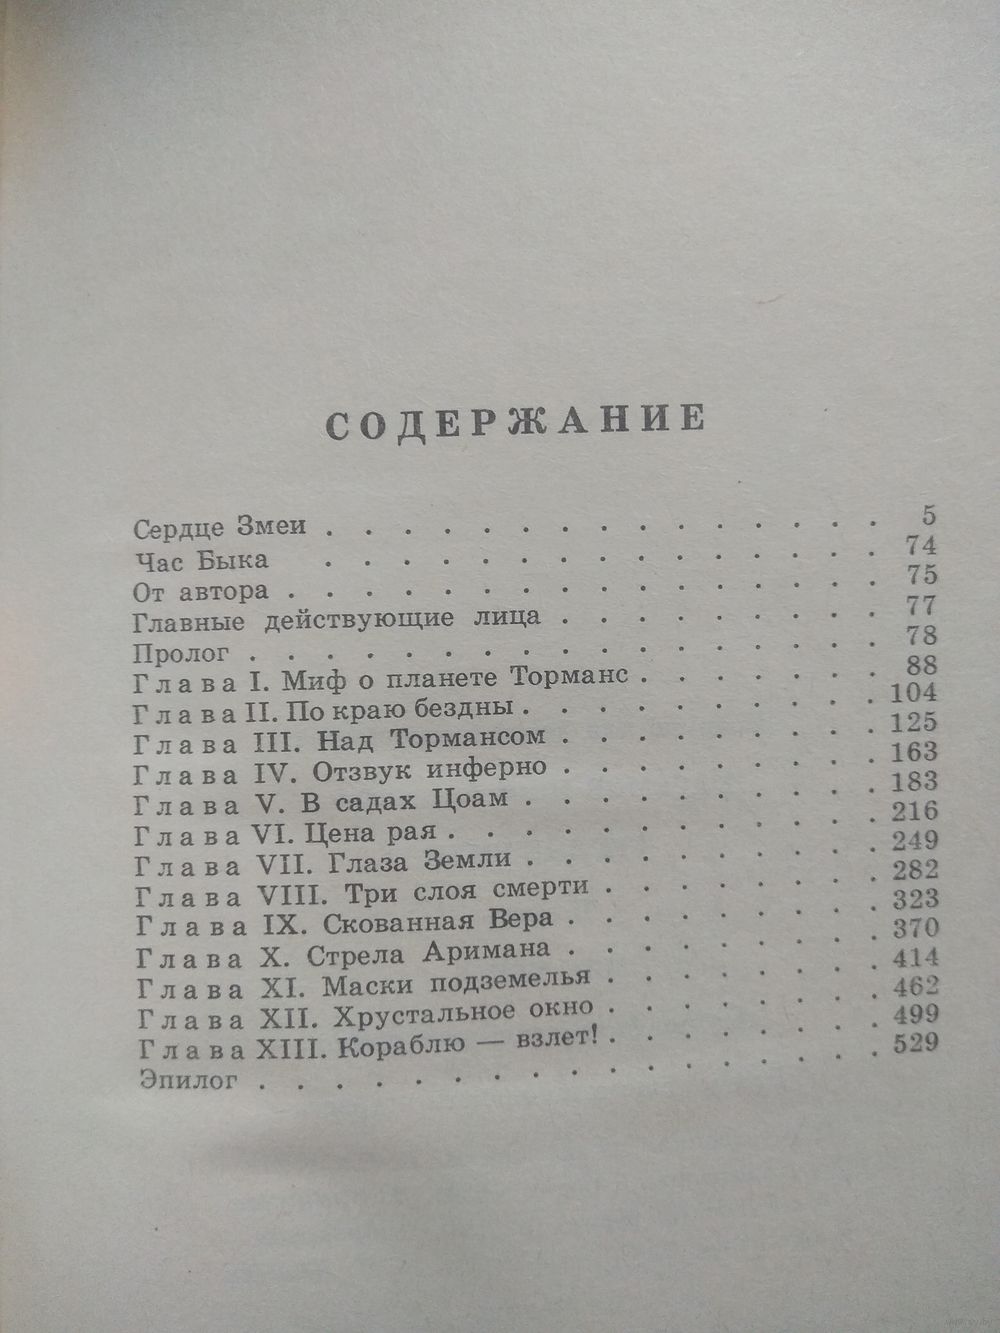 СОДЕРЖАНИЕ
Сердце Змеи . . . . . . . . . . . . . . . 5
Час Быка . . . . . . . . . . . . . . . 74
От автора . . . . . . . . . . . . . . . . 75
Главные действующие лица . . . . . . . . . 77
Пролог . . . . . . . . . . . . . . . . . 78
Глава I. Миф о планете Торманс . . . . . . . 88
Глава II. По краю бездны . . . . . . . . . . 104
Глава III. Над Тормансом . . . . . . . . . 125
Глава IV. Отзвук инферно . . . . . . . . . 163
Глава V. В садах Цоам . . . . . . . . . . 183
Глава VI. Цена рая . . . . . . . . . . . . 216
Глава VII. Глаза Земли . . . . . . . . . . 249
Глава VIII. Три слоя смерти . . . . . . . . 282
Глава IX. Скованная Вера . . . . . . . . . 323
Глава X. Стрела Аримана . . . . . . . . . 370
Глава XI. Маски подземелья . . . . . . . . 414
Глава XII. Хрустальное окно . . . . . . . . 462
Глава XIII. Кораблю — взлет! . . . . . . . . 499
Эпилог . . . . . . . . . . . . . . . . . 529